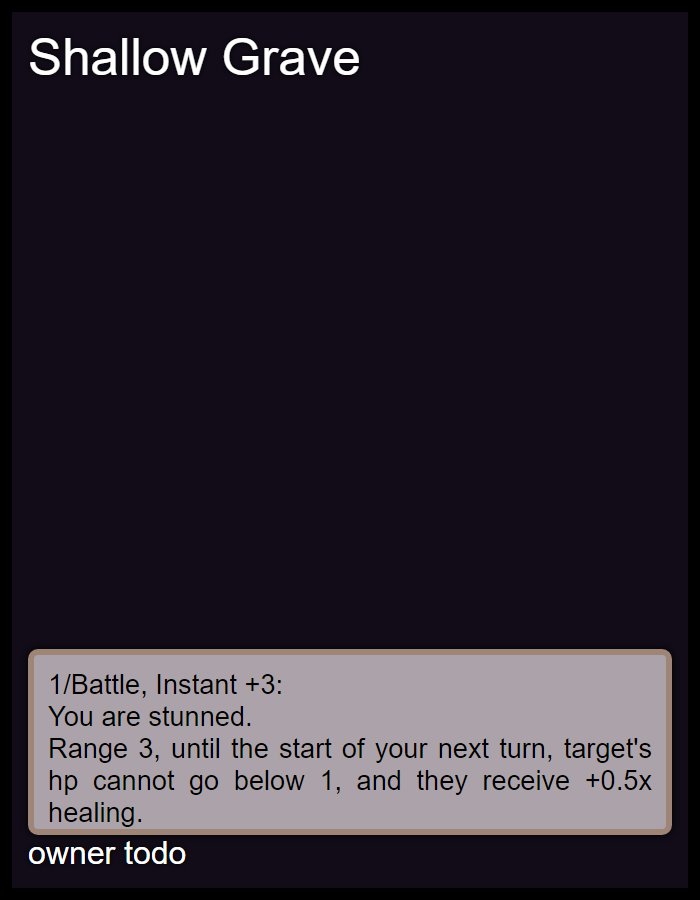 Shallow Grave
1/Battle, Instant +3:
You are stunned.
Range 3, until the start of your next turn, target's
hp cannot go below 1, and they receive +0.5x
healing.
owner todo